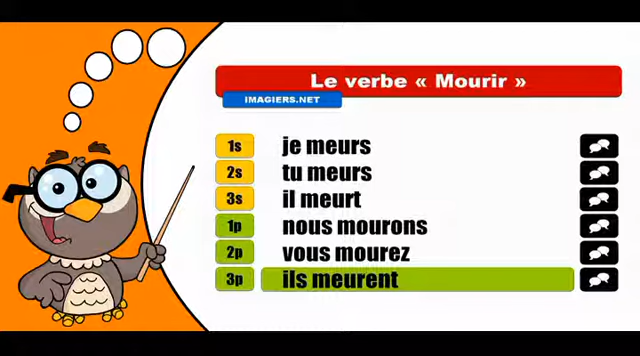 Le verbe « Mourir »
IMAGIERS.NET
1s je meurs
2s tu meurs
3s il meurt
1p nous mourons
2p vous mourez
3p ils meurent